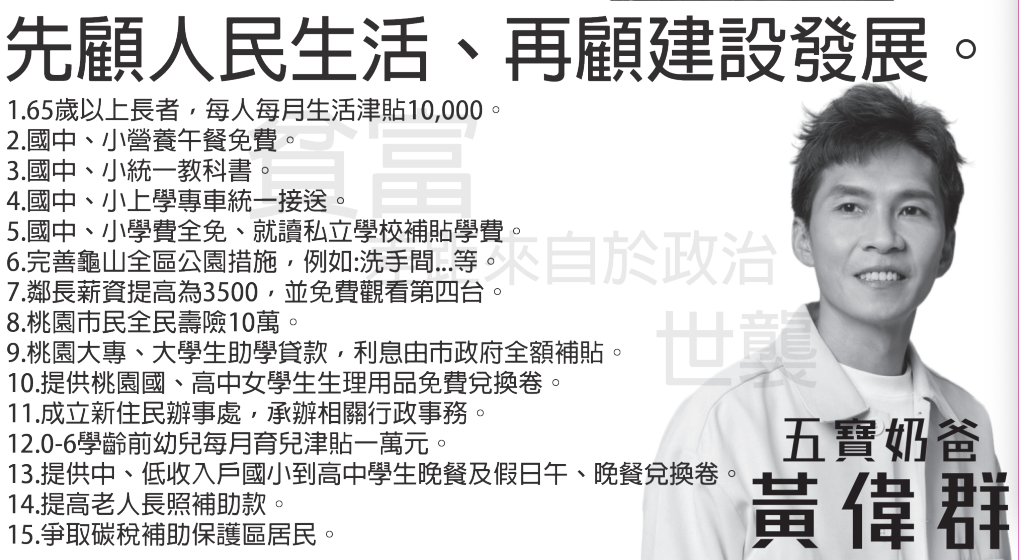 先顧人民生活、再顧建設發展。
1.65歲以上長者，每人每月生活津貼10,000。
2.國中、小營養午餐免費。
3.國中、小統一教科書。
4.國中、小上學專車統一接送。
5.國中、小學費全免、就讀私立學校補貼學費。
6.完善龜山全區公園措施，例如:洗手間...等。
7.鄰長薪資提高為3500，並免費觀看第四台。
8.桃園市民全民壽險10萬。
9.桃園大專、大學生助學貸款，利息由市政府全額補貼。
10.提供桃園國、高中女學生生理用品免費兌換卷。
11.成立新住民辦事處，承辦相關行政事務。
12.0-6學齡前幼兒每月育兒津貼一萬元。
13.提供中、低收入戶國小到高中學生晚餐及假日午、晚餐兌換卷。
14.提高老人長照補助款。
15.爭取碳稅補助保護區居民。
貧富
來自於政治
世襲
五寶奶爸
黃偉群